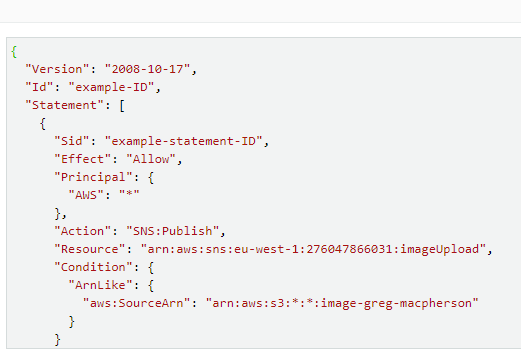 {
"Version": "2008-10-17",
"Id": "example-ID",
"Statement": [
{
"Sid": "example-statement-ID",
"Effect": "Allow",
"Principal": {
"AWS": "*"
},
"Action": "SNS:Publish",
"Resource": "arn:aws:sns:eu-west-1:276047866031:imageUpload",
"Condition": {
"ArnLike": {
"aws:SourceArn": "arn:aws:s3:*:*:image-greg-macpherson"
}
}